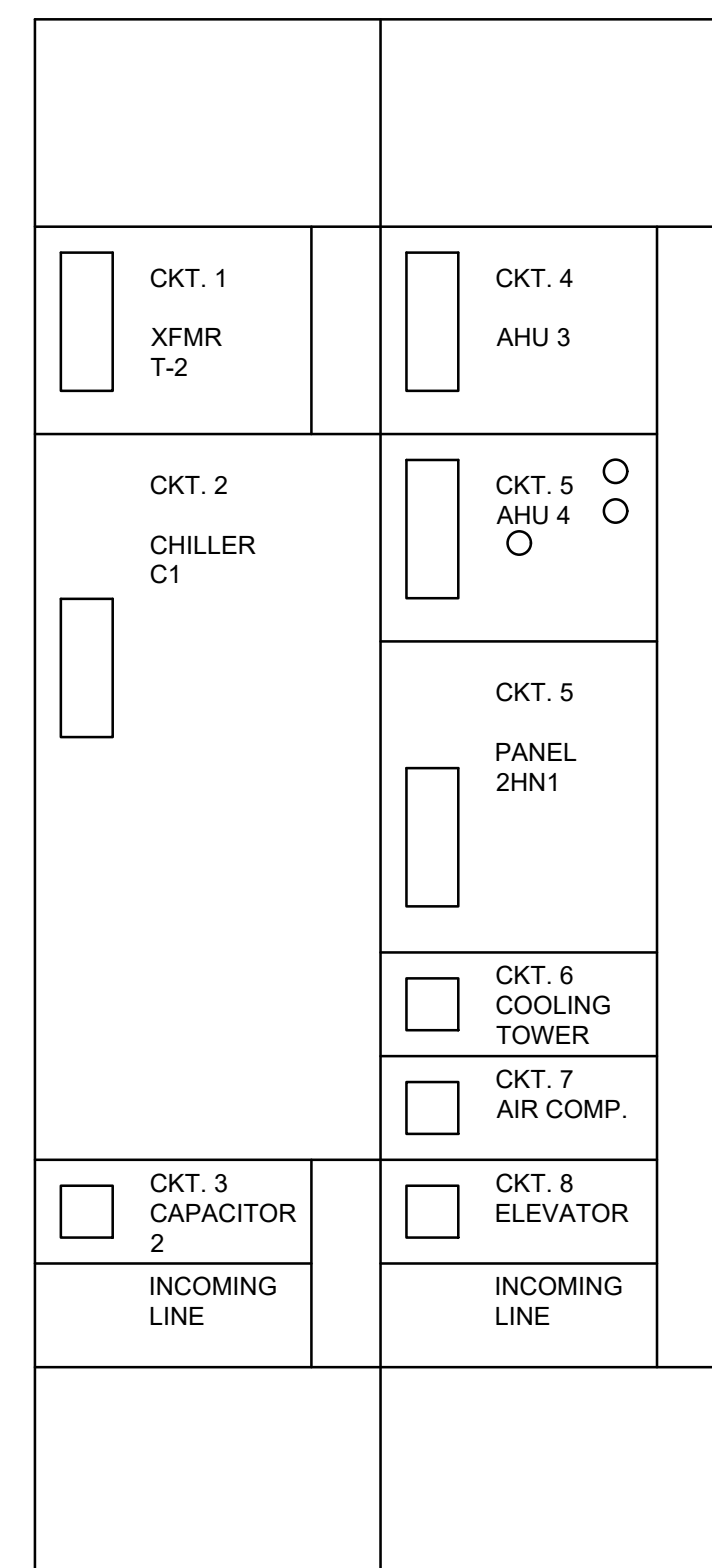 CKT. 1
XFMR
T-2
CKT. 2
CHILLER
C1
CKT. 3
CAPACITOR
2
INCOMING
LINE
CKT. 4
AHU 3
CKT. 5
AHU 4
CKT. 5
PANEL
2HN1
CKT. 6
COOLING
TOWER
CKT. 7
AIR COMP.
CKT. 8
ELEVATOR
INCOMING
LINE